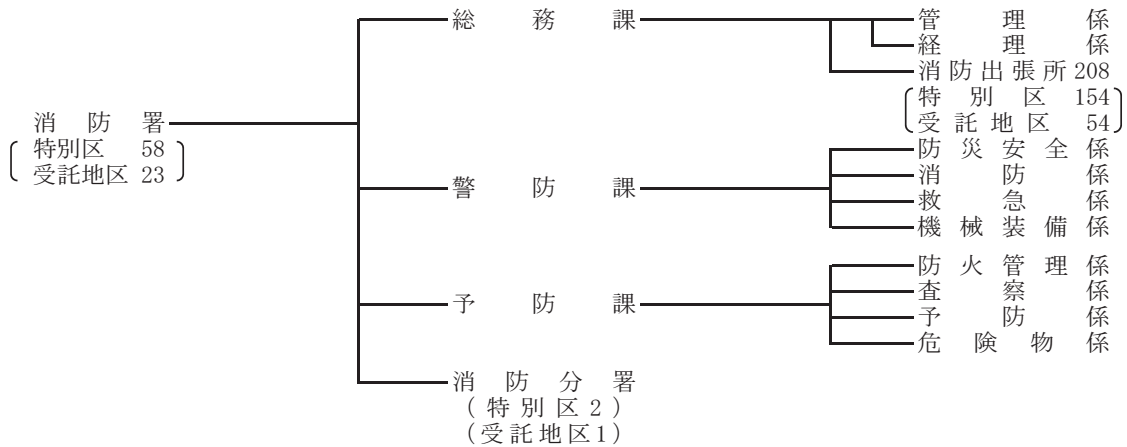 総務課
管理係
経理係
消防出張所 208
特別区 154
受託地区 54
消防署
特別区 58
受託地区 23
警防課
防災安全係
消防係
救急係
機械装備係
予防課
防火管理係
査察係
予防係
危険物係
消防分署
(特別区2)
(受託地区1)